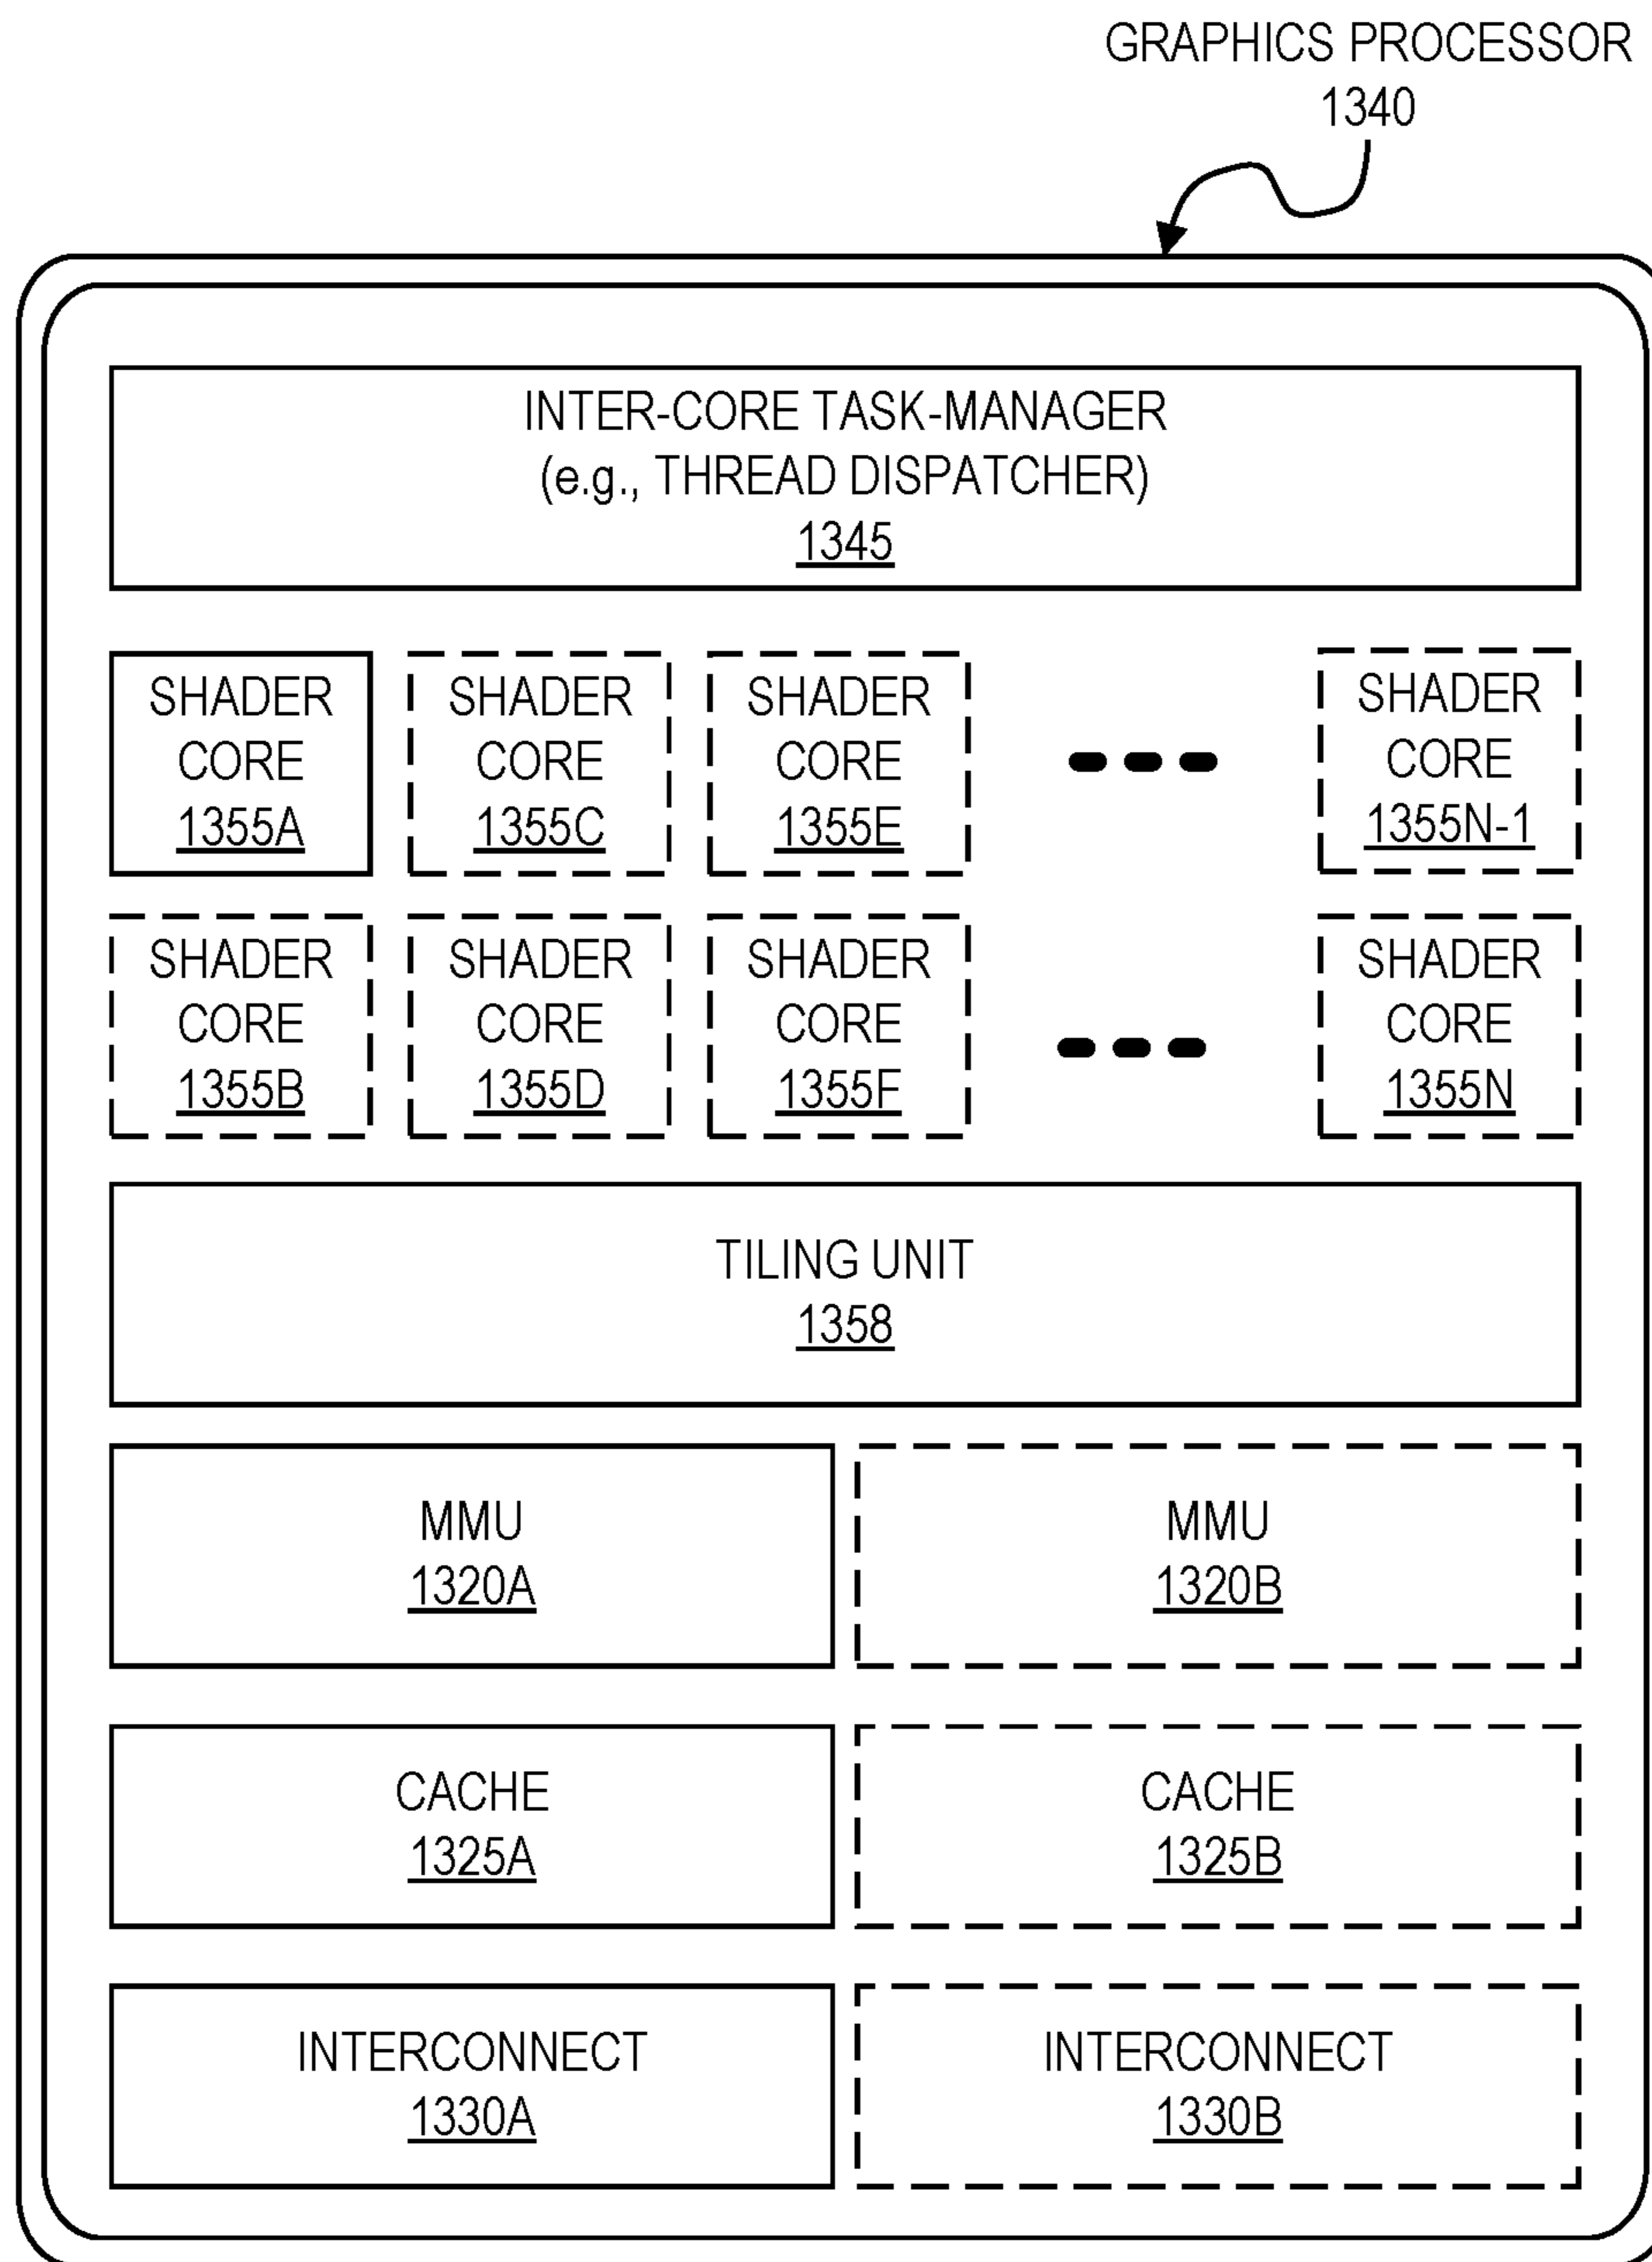 GRAPHICS PROCESSOR
1340
INTER-CORE TASK-MANAGER
(e.g., THREAD DISPATCHER)
1345
SHADER
CORE
1355A
SHADER
CORE
1355C
SHADER
CORE
1355E
SHADER
CORE
1355N-1
SHADER
CORE
1355B
SHADER
CORE
1355D
SHADER
CORE
1355F
SHADER
CORE
1355N
TILING UNIT
1358
MMU
1320A
MMU
1320B
CACHE
1325A
CACHE
1325B
INTERCONNECT
1330A
INTERCONNECT
1330B